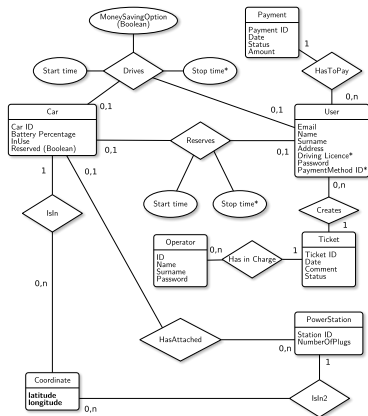 MoneySavingOption
(Boolean)
Payment
Payment ID
Date
Status
Amount
1
Start time
Drives
Stop time*
HasToPay
0,1
0,1
0,n
Car
Car ID
Battery Percentage
InUse
Reserved (Boolean)
User
Email
Name
Surname
Address
Driving Licence*
Password
PaymentMethod ID*
0,1
Reserves
0,1
1
0,1
0,n
IsIn
Start time
Stop time*
Creates
1
Operator
ID
Name
Surname
Password
0,n
Has in Charge
1
Ticket
Ticket ID
Date
Comment
Status
0,n
PowerStation
Station ID
NumberOfPlugs
HasAttached
0,n
1
Coordinate
latitude
longitude
0,n
IsIn2